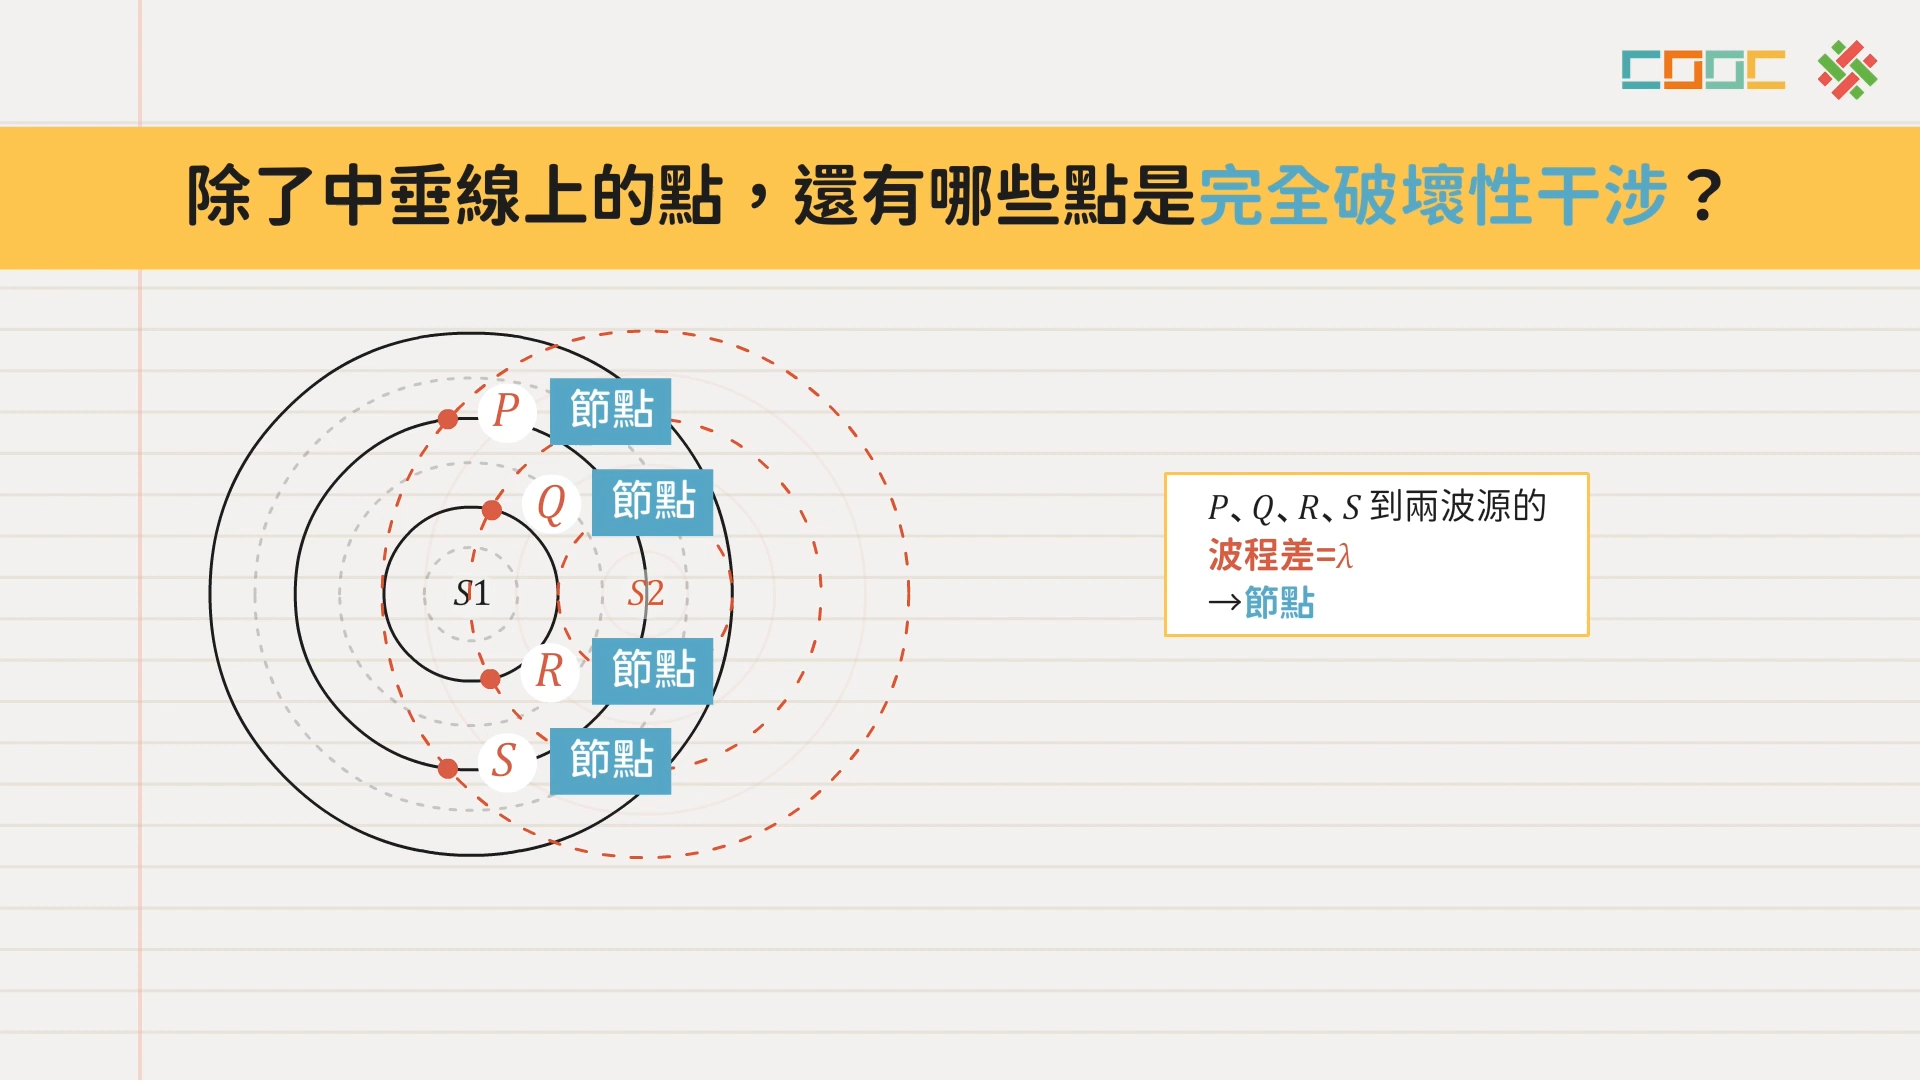 COOC
除了中垂線上的點，還有哪些點是完全破壞性干涉？
P 節點
Q 節點
S1 S2
R 節點
S 節點
P、Q、R、S 到兩波源的
波程差=λ
→節點